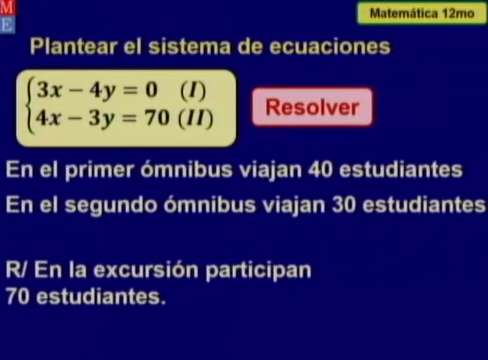 M
E
Matemática 12mo
Plantear el sistema de ecuaciones
3x − 4y = 0 (I)
4x − 3y = 70 (II)
Resolver
En el primer ómnibus viajan 40 estudiantes
En el segundo ómnibus viajan 30 estudiantes
R/ En la excursión participan
70 estudiantes.